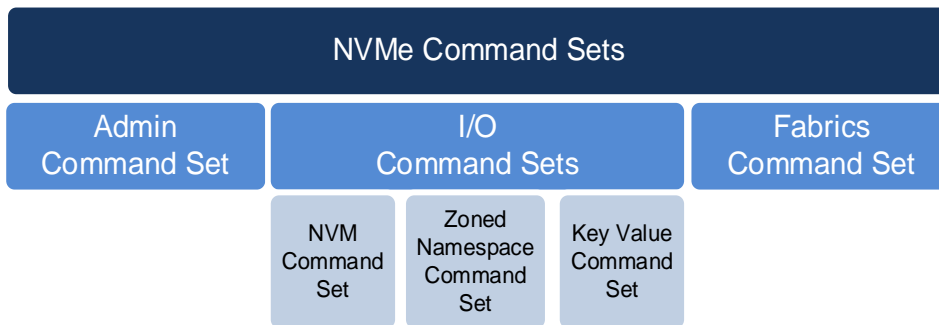 NVMe Command Sets
Admin
Command Set
I/O
Command Sets
Fabrics
Command Set
NVM
Command
Set
Zoned
Namespace
Command
Set
Key Value
Command
Set